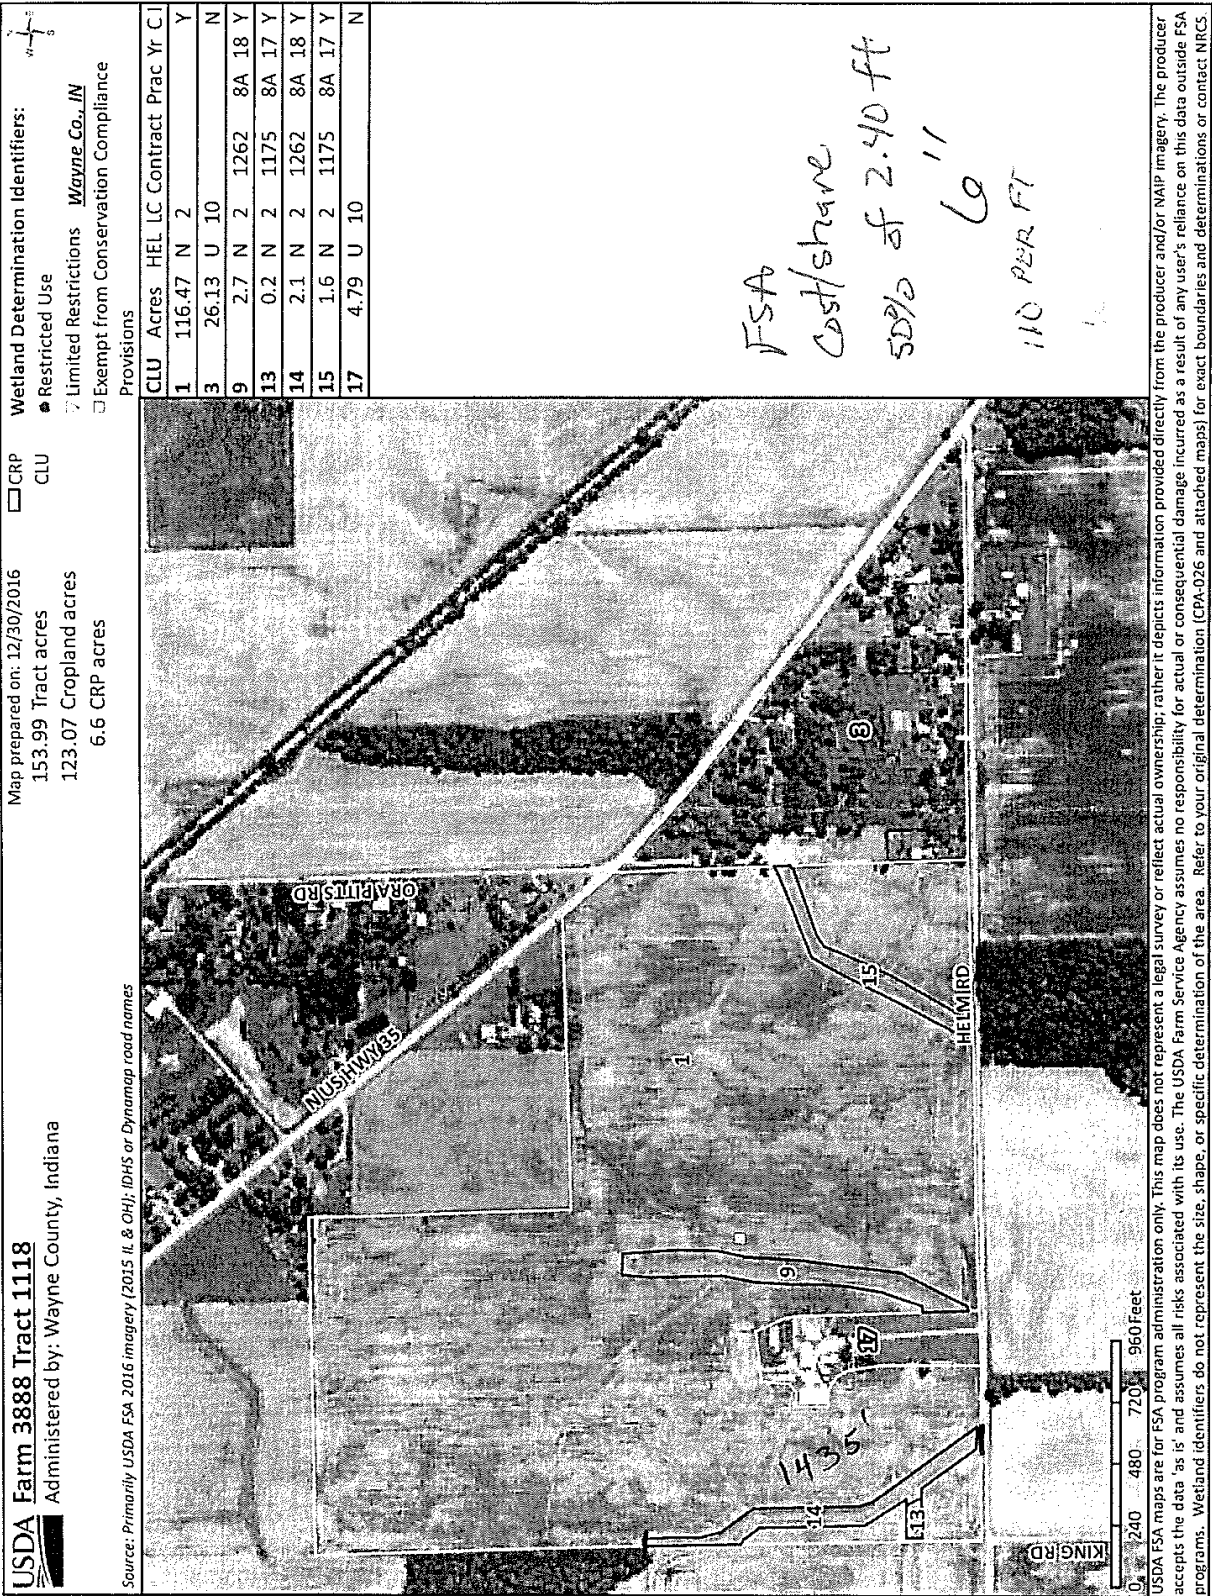 USDA Farm 3888 Tract 1118
Administered by: Wayne County, Indiana
Map prepared on: 12/30/2016
153.99 Tract acres
123.07 Cropland acres
6.6 CRP acres
CRP
CLU
Wetland Determination Identifiers:
Restricted Use
Limited Restrictions Wayne Co., IN
Exempt from Conservation Compliance
Provisions
N
W
S
Source: Primarily USDA FSA 2016 imagery (2015 IL & OH); IDHS or Dynamap road names
CLU Acres HEL LC Contract Prac Yr C I
1 116.47 N 2 Y
3 26.13 U 10 N
9 2.7 N 2 1262 8A 18 Y
13 0.2 N 2 1175 8A 17 Y
14 2.1 N 2 1262 8A 18 Y
15 1.6 N 2 1175 8A 17 Y
17 4.79 U 10 N
FSA
Cost/share
50% of 2.40 ft
6"
110 PER FT
ORA PITTS RD
N US HWY 35
1
3
15
HELM RD
9
17
1435'
14
13
KING RD
0 240 480 720 960 Feet
USDA FSA maps are for FSA program administration only. This map does not represent a legal survey or reflect actual ownership; rather it depicts information provided directly from the producer and/or NAIP imagery. The producer
accepts the data 'as is' and assumes all risks associated with its use. The USDA Farm Service Agency assumes no responsibility for actual or consequential damage incurred as a result of any user's reliance on this data outside FSA
programs. Wetland identifiers do not represent the size, shape, or specific determination of the area. Refer to your original determination (CPA-026 and attached maps) for exact boundaries and determinations or contact NRCS.